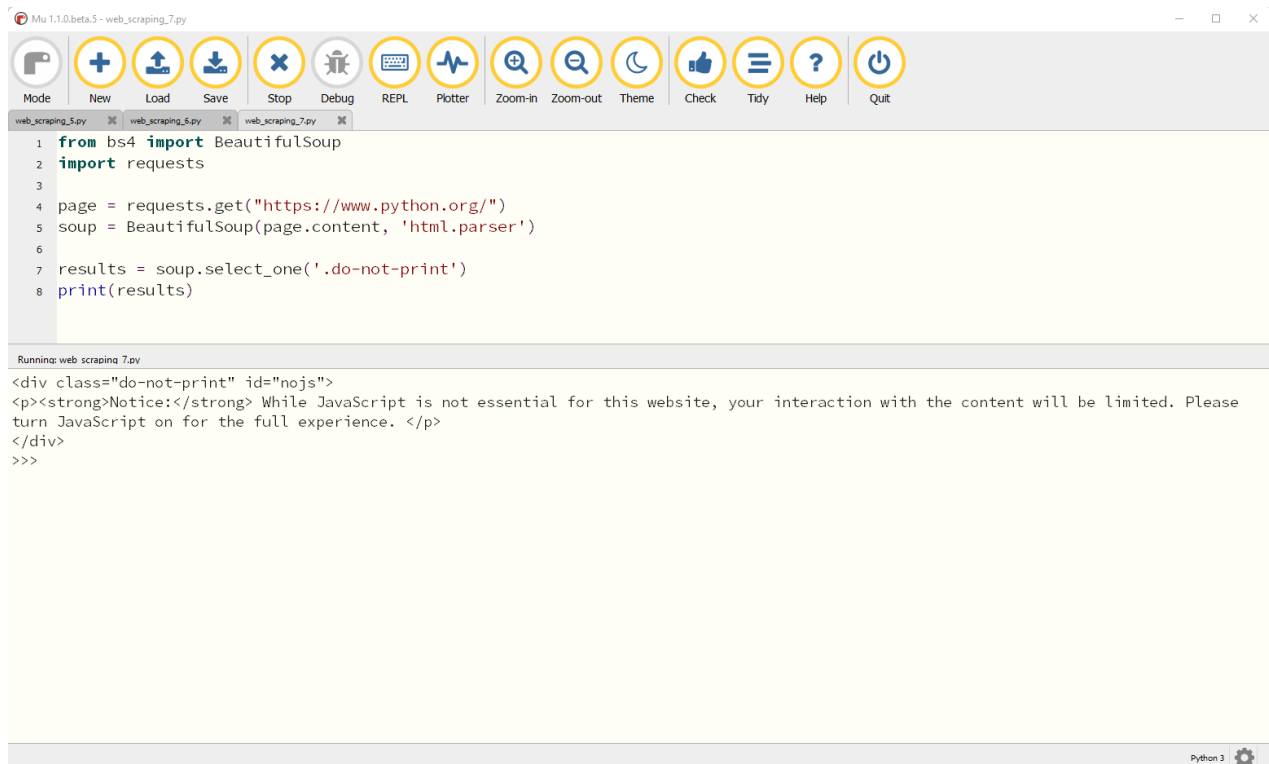 Mu 1.1.0.beta.5 - web_scraping_7.py
Mode New Load Save Stop Debug REPL Plotter Zoom-in Zoom-out Theme Check Tidy Help Quit
web_scraping_5.py web_scraping_6.py web_scraping_7.py
1 from bs4 import BeautifulSoup
2 import requests
3
4 page = requests.get("https://www.python.org/")
5 soup = BeautifulSoup(page.content, 'html.parser')
6
7 results = soup.select_one('.do-not-print')
8 print(results)
Running: web_scraping_7.py
<div class="do-not-print" id="nojs">
<p><strong>Notice:</strong> While JavaScript is not essential for this website, your interaction with the content will be limited. Please
turn JavaScript on for the full experience. </p>
</div>
>>>
Python 3